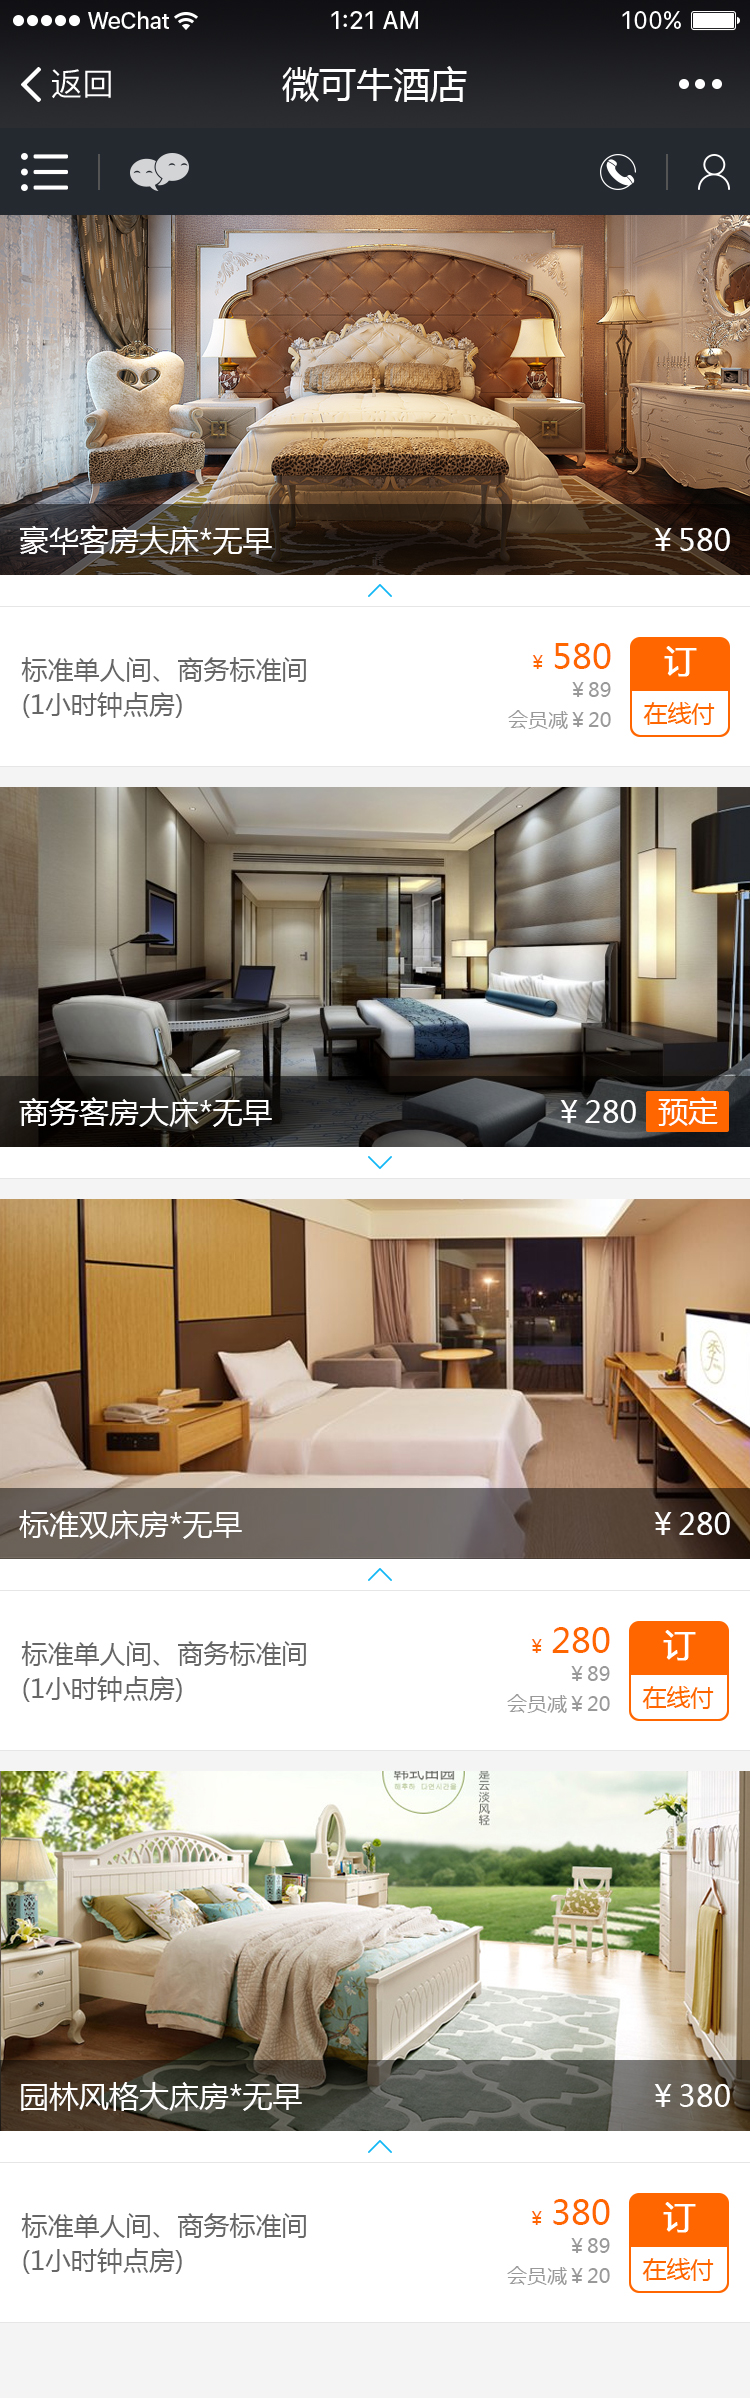 WeChat 1:21 AM 100%
返回 微可牛酒店
豪华客房大床*无早 ¥580
标准单人间、商务标准间
(1小时钟点房)
¥ 580
¥89
会员减¥20
订
在线付
商务客房大床*无早 ¥280 预定
标准双床房*无早 ¥280
标准单人间、商务标准间
(1小时钟点房)
¥ 280
¥89
会员减¥20
订
在线付
韩式田园
是云淡风轻
园林风格大床房*无早 ¥380
标准单人间、商务标准间
(1小时钟点房)
¥ 380
¥89
会员减¥20
订
在线付